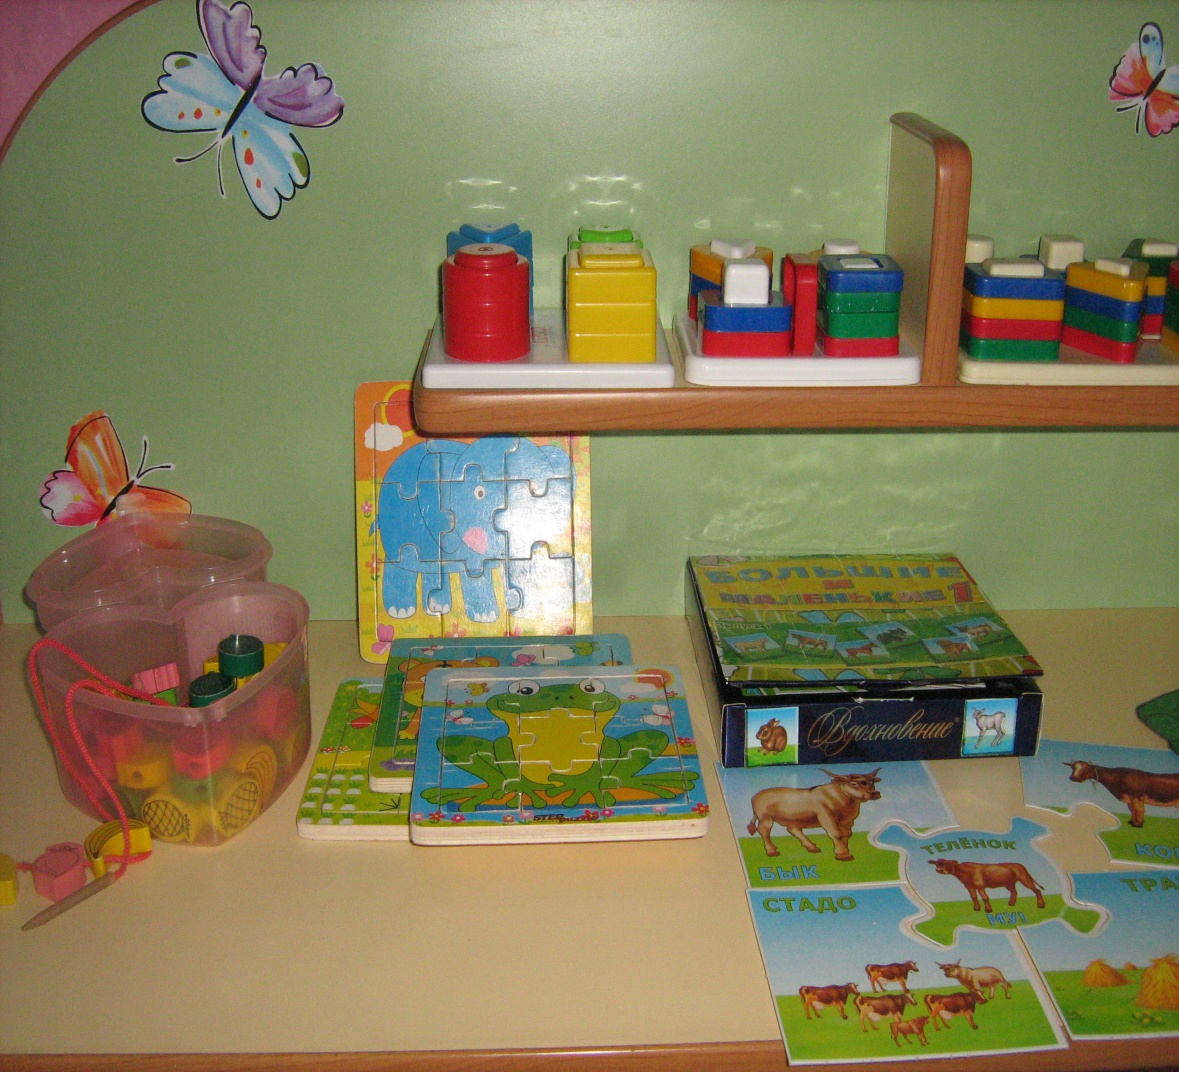 БОЛЬШИЕ
И
МАЛЕНЬКИЕ 1
Вдохновение®
БЫК
ТЕЛЁНОК
МУ!
СТАДО